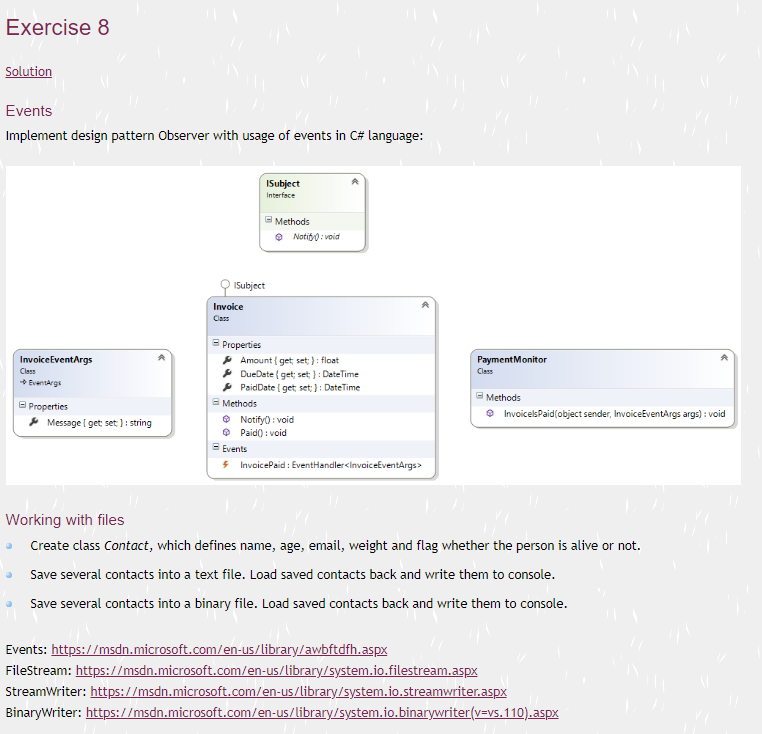 Exercise 8
Solution
Events
Implement design pattern Observer with usage of events in C# language:
ISubject
Interface
Methods
Notify() : void
ISubject
Invoice
Class
Properties
Amount { get; set; } : float
DueDate { get; set; } : DateTime
PaidDate { get; set; } : DateTime
Methods
Notify() : void
Paid() : void
Events
InvoicePaid : EventHandler<InvoiceEventArgs>
InvoiceEventArgs
Class
EventArgs
Properties
Message { get; set; } : string
PaymentMonitor
Class
Methods
InvoiceIsPaid(object sender, InvoiceEventArgs args) : void
Working with files
Create class Contact, which defines name, age, email, weight and flag whether the person is alive or not.
Save several contacts into a text file. Load saved contacts back and write them to console.
Save several contacts into a binary file. Load saved contacts back and write them to console.
Events: https://msdn.microsoft.com/en-us/library/awbftdfh.aspx
FileStream: https://msdn.microsoft.com/en-us/library/system.io.filestream.aspx
StreamWriter: https://msdn.microsoft.com/en-us/library/system.io.streamwriter.aspx
BinaryWriter: https://msdn.microsoft.com/en-us/library/system.io.binarywriter(v=vs.110).aspx